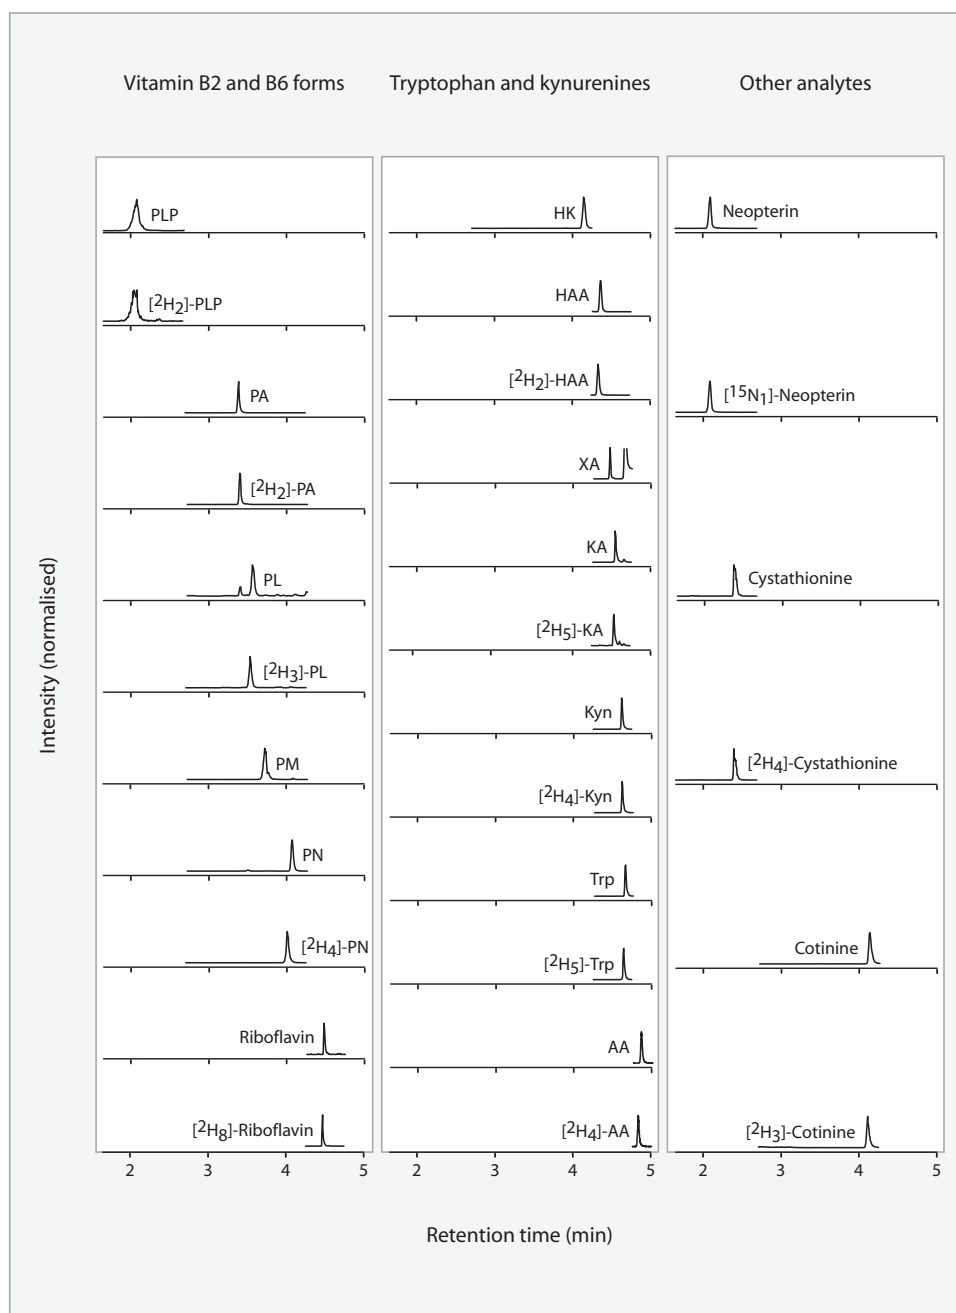 Vitamin B2 and B6 forms
Tryptophan and kynurenines
Other analytes
Intensity (normalised)
PLP
[²H₂]-PLP
PA
[²H₂]-PA
PL
[²H₃]-PL
PM
PN
[²H₄]-PN
Riboflavin
[²H₈]-Riboflavin
2 3 4 5
HK
HAA
[²H₂]-HAA
XA
KA
[²H₅]-KA
Kyn
[²H₄]-Kyn
Trp
[²H₅]-Trp
AA
[²H₄]-AA
2 3 4 5
Neopterin
[¹⁵N₁]-Neopterin
Cystathionine
[²H₄]-Cystathionine
Cotinine
[²H₃]-Cotinine
2 3 4 5
Retention time (min)